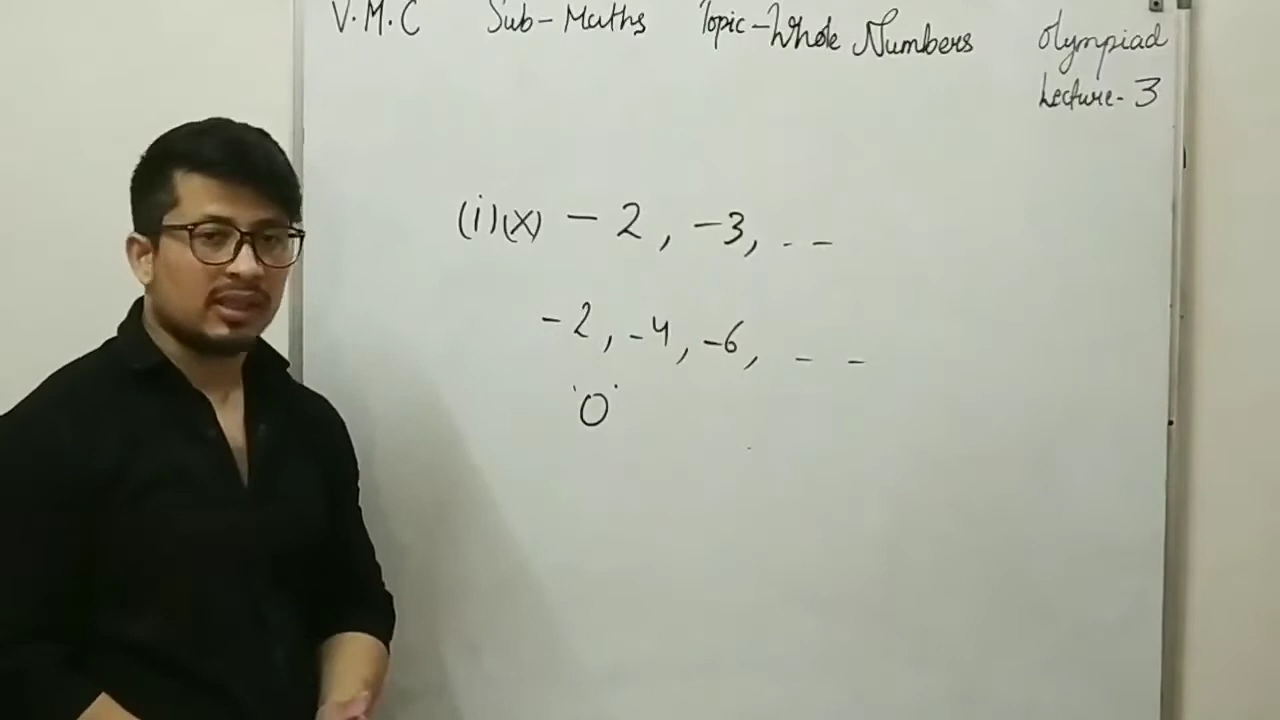 V.M.C Sub-Maths Topic-Whole Numbers Olympiad
Lecture-3
(i)(x) -2, -3, - -
-2, -4, -6, - -
'0'